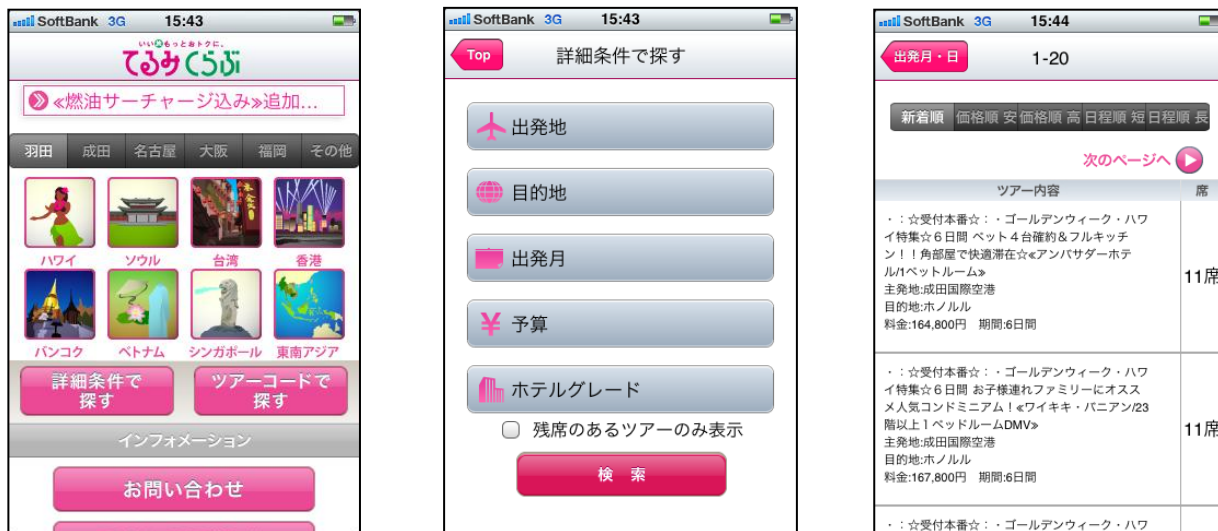 SoftBank 3G 15:43
いい旅もっとおトクに。
てるみくらぶ
≪燃油サーチャージ込み≫追加...
羽田 成田 名古屋 大阪 福岡 その他
ハワイ ソウル 台湾 香港
バンコク ベトナム シンガポール 東南アジア
詳細条件で
探す
ツアーコードで
探す
インフォメーション
お問い合わせ
SoftBank 3G 15:43
Top 詳細条件で探す
出発地
目的地
出発月
予算
ホテルグレード
残席のあるツアーのみ表示
検 索
SoftBank 3G 15:44
出発月・日 1-20
新着順 価格順 安 価格順 高 日程順 短 日程順 長
次のページへ
ツアー内容 席
・：☆受付本番☆：・ゴールデンウィーク・ハワ
イ特集☆６日間 ベット４台確約＆フルキッチ
ン！！角部屋で快適滞在☆≪アンバサダーホテ
ル/1ベットルーム≫
主発地:成田国際空港
目的地:ホノルル
料金:164,800円 期間:6日間
11席
・：☆受付本番☆：・ゴールデンウィーク・ハワ
イ特集☆６日間 お子様連れファミリーにオスス
メ人気コンドミニアム！≪ワイキキ・バニアン/23
階以上１ベッドルームDMV≫
主発地:成田国際空港
目的地:ホノルル
料金:167,800円 期間:6日間
11席
・：☆受付本番☆：・ゴールデンウィーク・ハワ